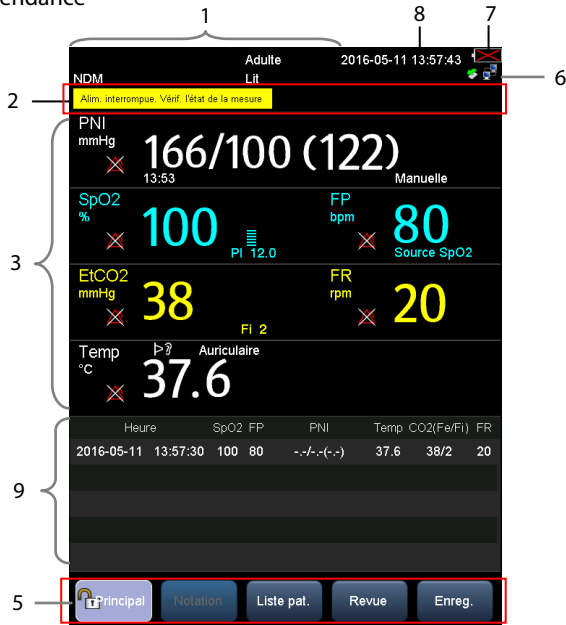 endance
1
8
7
Adulte
2016-05-11 13:57:43
NDM
Lit
6
2
Alim. interrompue. Vérif. l'état de la mesure
PNI
mmHg
166/100 (122)
13:53
Manuelle
SpO2
%
100
PI 12.0
FP
bpm
80
Source SpO2
3
EtCO2
mmHg
38
Fi 2
FR
rpm
20
Temp
°C
Auriculaire
37.6
Heure SpO2 FP PNI Temp CO2(Fe/Fi) FR
2016-05-11 13:57:30 100 80 -.-/-.-(-.-) 37.6 38/2 20
9
5
Principal
Notation
Liste pat.
Revue
Enreg.